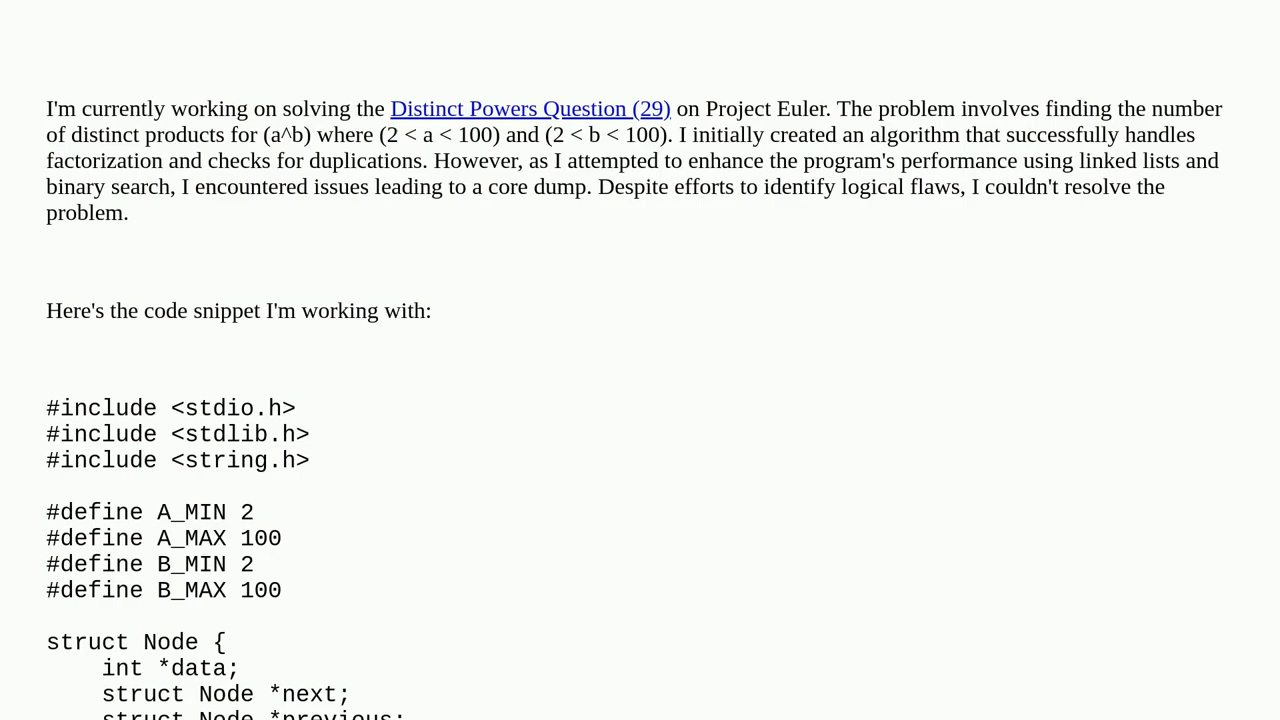 I'm currently working on solving the Distinct Powers Question (29) on Project Euler. The problem involves finding the number
of distinct products for (a^b) where (2 < a < 100) and (2 < b < 100). I initially created an algorithm that successfully handles
factorization and checks for duplications. However, as I attempted to enhance the program's performance using linked lists and
binary search, I encountered issues leading to a core dump. Despite efforts to identify logical flaws, I couldn't resolve the
problem.
Here's the code snippet I'm working with:
#include <stdio.h>
#include <stdlib.h>
#include <string.h>
#define A_MIN 2
#define A_MAX 100
#define B_MIN 2
#define B_MAX 100
struct Node {
    int *data;
    struct Node *next;
    struct Node *previous;